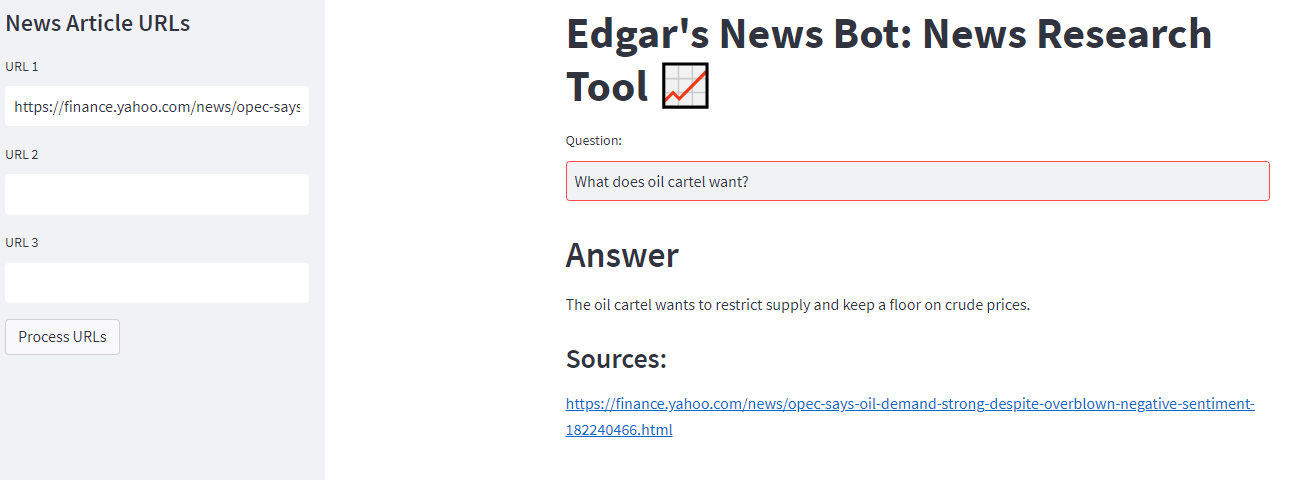 News Article URLs
URL 1
https://finance.yahoo.com/news/opec-says
URL 2
URL 3
Process URLs
Edgar's News Bot: News Research
Tool
Question:
What does oil cartel want?
Answer
The oil cartel wants to restrict supply and keep a floor on crude prices.
Sources:
https://finance.yahoo.com/news/opec-says-oil-demand-strong-despite-overblown-negative-sentiment-
182240466.html